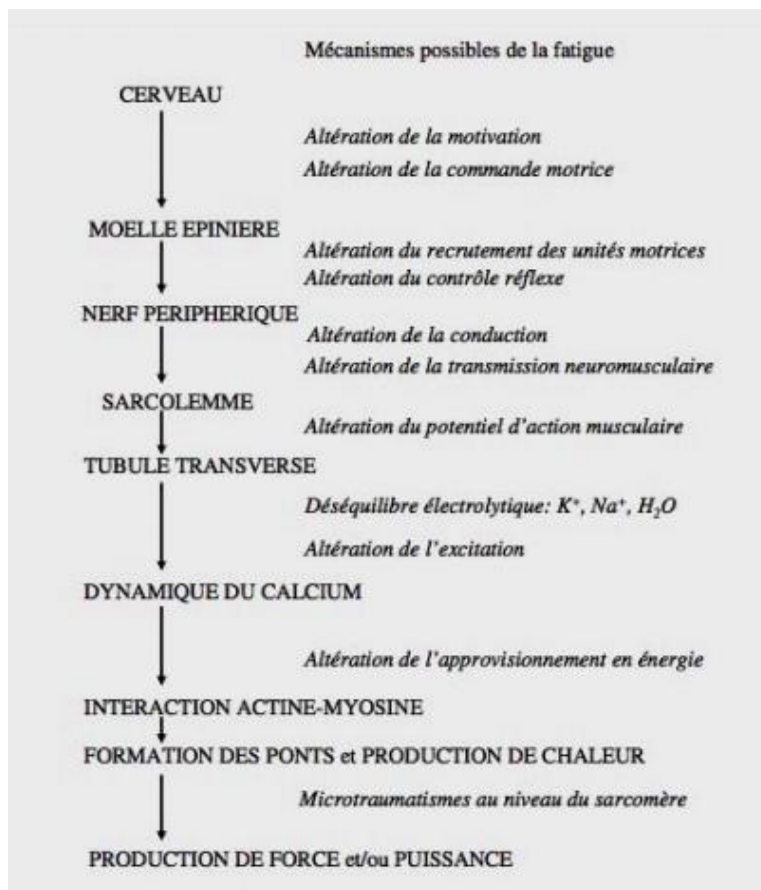 Mécanismes possibles de la fatigue
CERVEAU
Altération de la motivation
Altération de la commande motrice
MOELLE EPINIERE
Altération du recrutement des unités motrices
Altération du contrôle réflexe
NERF PERIPHERIQUE
Altération de la conduction
Altération de la transmission neuromusculaire
SARCOLEMME
Altération du potentiel d'action musculaire
TUBULE TRANSVERSE
Déséquilibre électrolytique: K⁺, Na⁺, H₂O
Altération de l'excitation
DYNAMIQUE DU CALCIUM
Altération de l'approvisionnement en énergie
INTERACTION ACTINE-MYOSINE
FORMATION DES PONTS et PRODUCTION DE CHALEUR
Microtraumatismes au niveau du sarcomère
PRODUCTION DE FORCE et/ou PUISSANCE